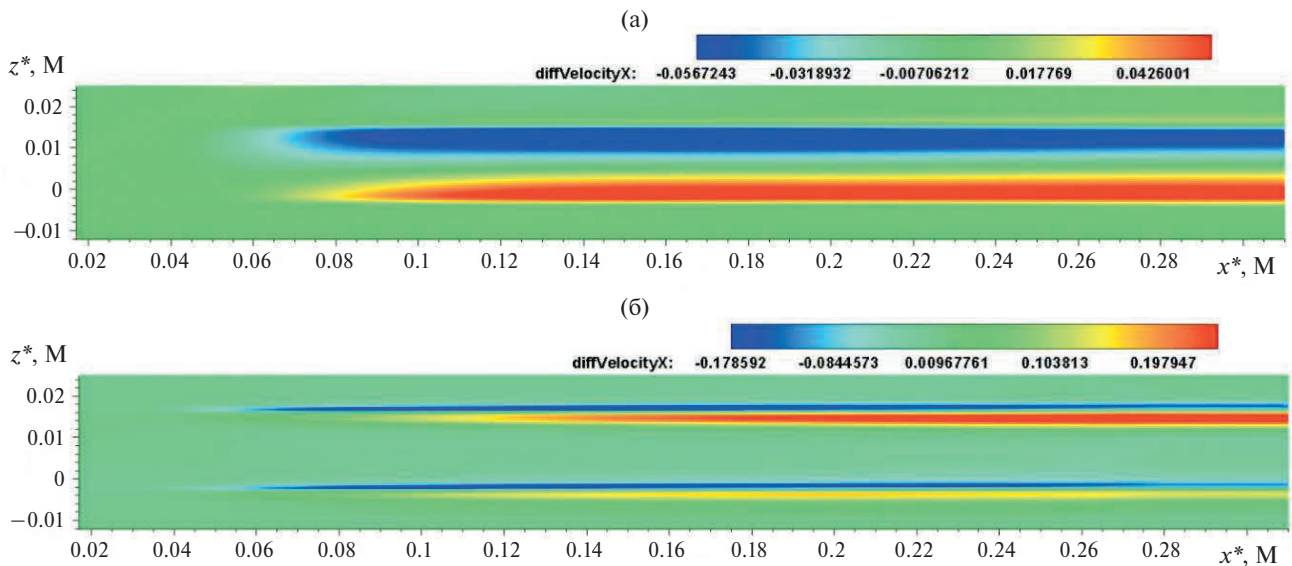 (а)
diffVelocityX: -0.0567243 -0.0318932 -0.00706212 0.017769 0.0426001
z*, М
0.02
0.01
0
−0.01
0.02 0.04 0.06 0.08 0.1 0.12 0.14 0.16 0.18 0.2 0.22 0.24 0.26 0.28
x*, М
(б)
diffVelocityX: -0.178592 -0.0844573 0.00967761 0.103813 0.197947
z*, М
0.02
0.01
0
−0.01
0.02 0.04 0.06 0.08 0.1 0.12 0.14 0.16 0.18 0.2 0.22 0.24 0.26 0.28
x*, М